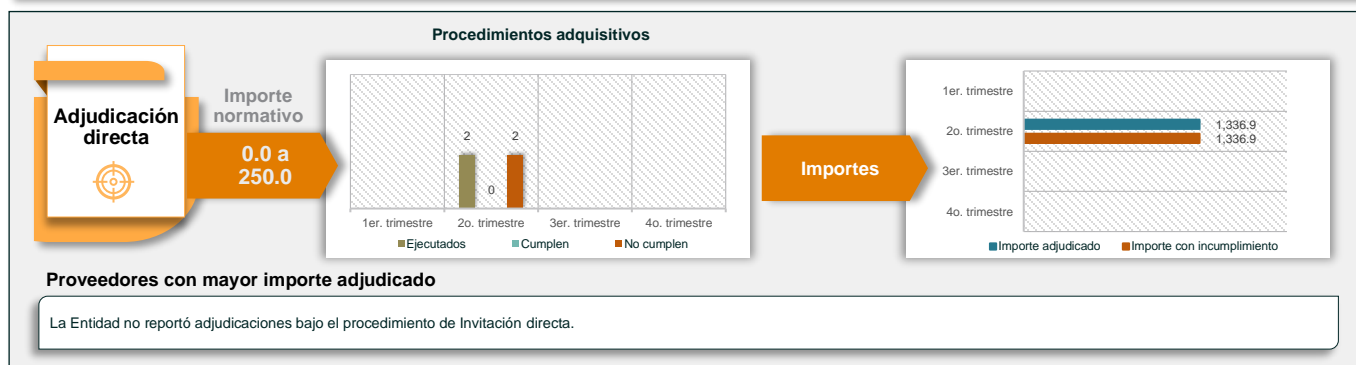 Procedimientos adquisitivos
Adjudicación
directa
Importe
normativo
0.0 a
250.0
2
0
2
1er. trimestre
2o. trimestre
3er. trimestre
4o. trimestre
Ejecutados
Cumplen
No cumplen
Importes
1er. trimestre
2o. trimestre
3er. trimestre
4o. trimestre
1,336.9
1,336.9
Importe adjudicado
Importe con incumplimiento
Proveedores con mayor importe adjudicado
La Entidad no reportó adjudicaciones bajo el procedimiento de Invitación directa.